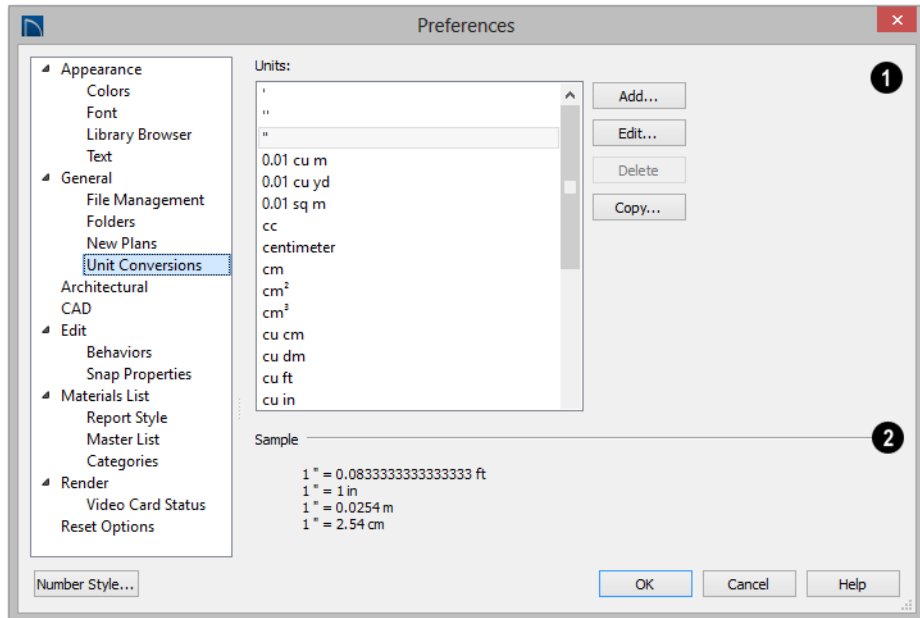 Preferences
Appearance
Colors
Font
Library Browser
Text
General
File Management
Folders
New Plans
Unit Conversions
Architectural
CAD
Edit
Behaviors
Snap Properties
Materials List
Report Style
Master List
Categories
Render
Video Card Status
Reset Options
Units:
'
''
"
0.01 cu m
0.01 cu yd
0.01 sq m
cc
centimeter
cm
cm²
cm³
cu cm
cu dm
cu ft
cu in
Add...
Edit...
Delete
Copy...
1
Sample
2
1 " = 0.0833333333333333 ft
1 " = 1 in
1 " = 0.0254 m
1 " = 2.54 cm
Number Style...
OK
Cancel
Help